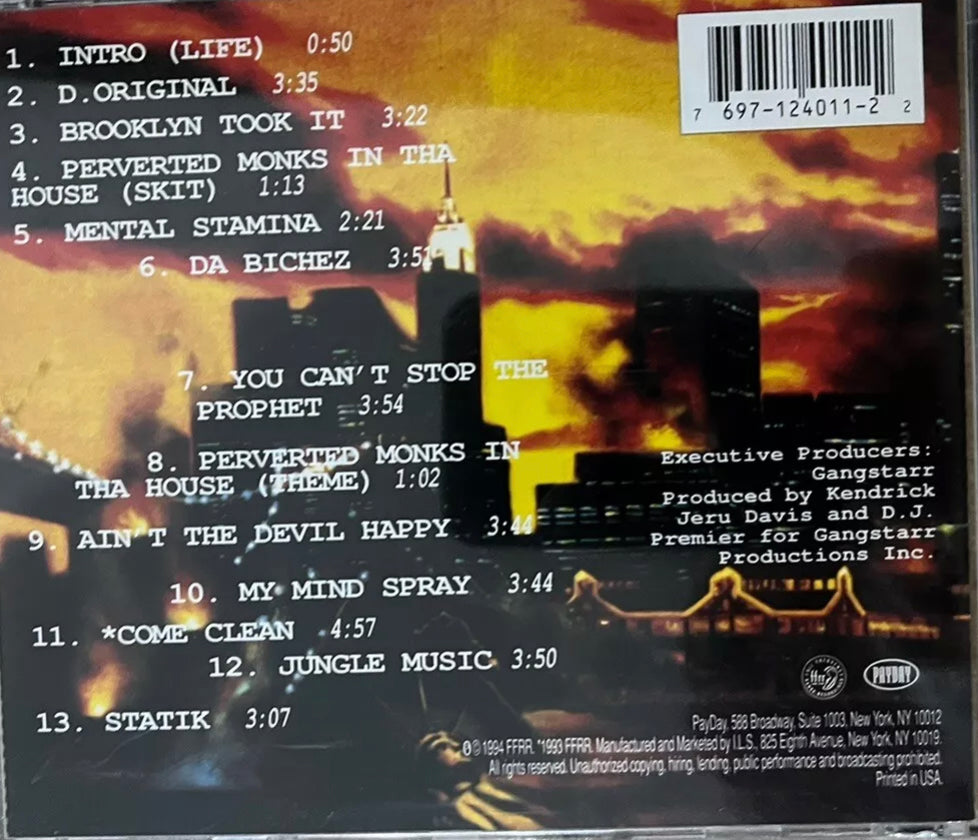 1. INTRO (LIFE) 0:50
2. D.ORIGINAL 3:35
3. BROOKLYN TOOK IT 3:22
4. PERVERTED MONKS IN THA
HOUSE (SKIT) 1:13
5. MENTAL STAMINA 2:21
6. DA BICHEZ 3:51
7. YOU CAN'T STOP THE
PROPHET 3:54
8. PERVERTED MONKS IN
THA HOUSE (THEME) 1:02
9. AIN'T THE DEVIL HAPPY 3:44
10. MY MIND SPRAY 3:44
11. *COME CLEAN 4:57
12. JUNGLE MUSIC 3:50
13. STATIK 3:07
7 697-124011-2 2
Executive Producers:
Gangstarr
Produced by Kendrick
Jeru Davis and D.J.
Premier for Gangstarr
Productions Inc.
ffrr
PAYDAY
PayDay, 588 Broadway, Suite 1003, New York, NY 10012
℗© 1994 FFRR. *1993 FFRR. Manufactured and Marketed by I.L.S., 825 Eighth Avenue, New York, NY 10019.
All rights reserved. Unauthorized copying, hiring, lending, public performance and broadcasting prohibited.
Printed in USA.